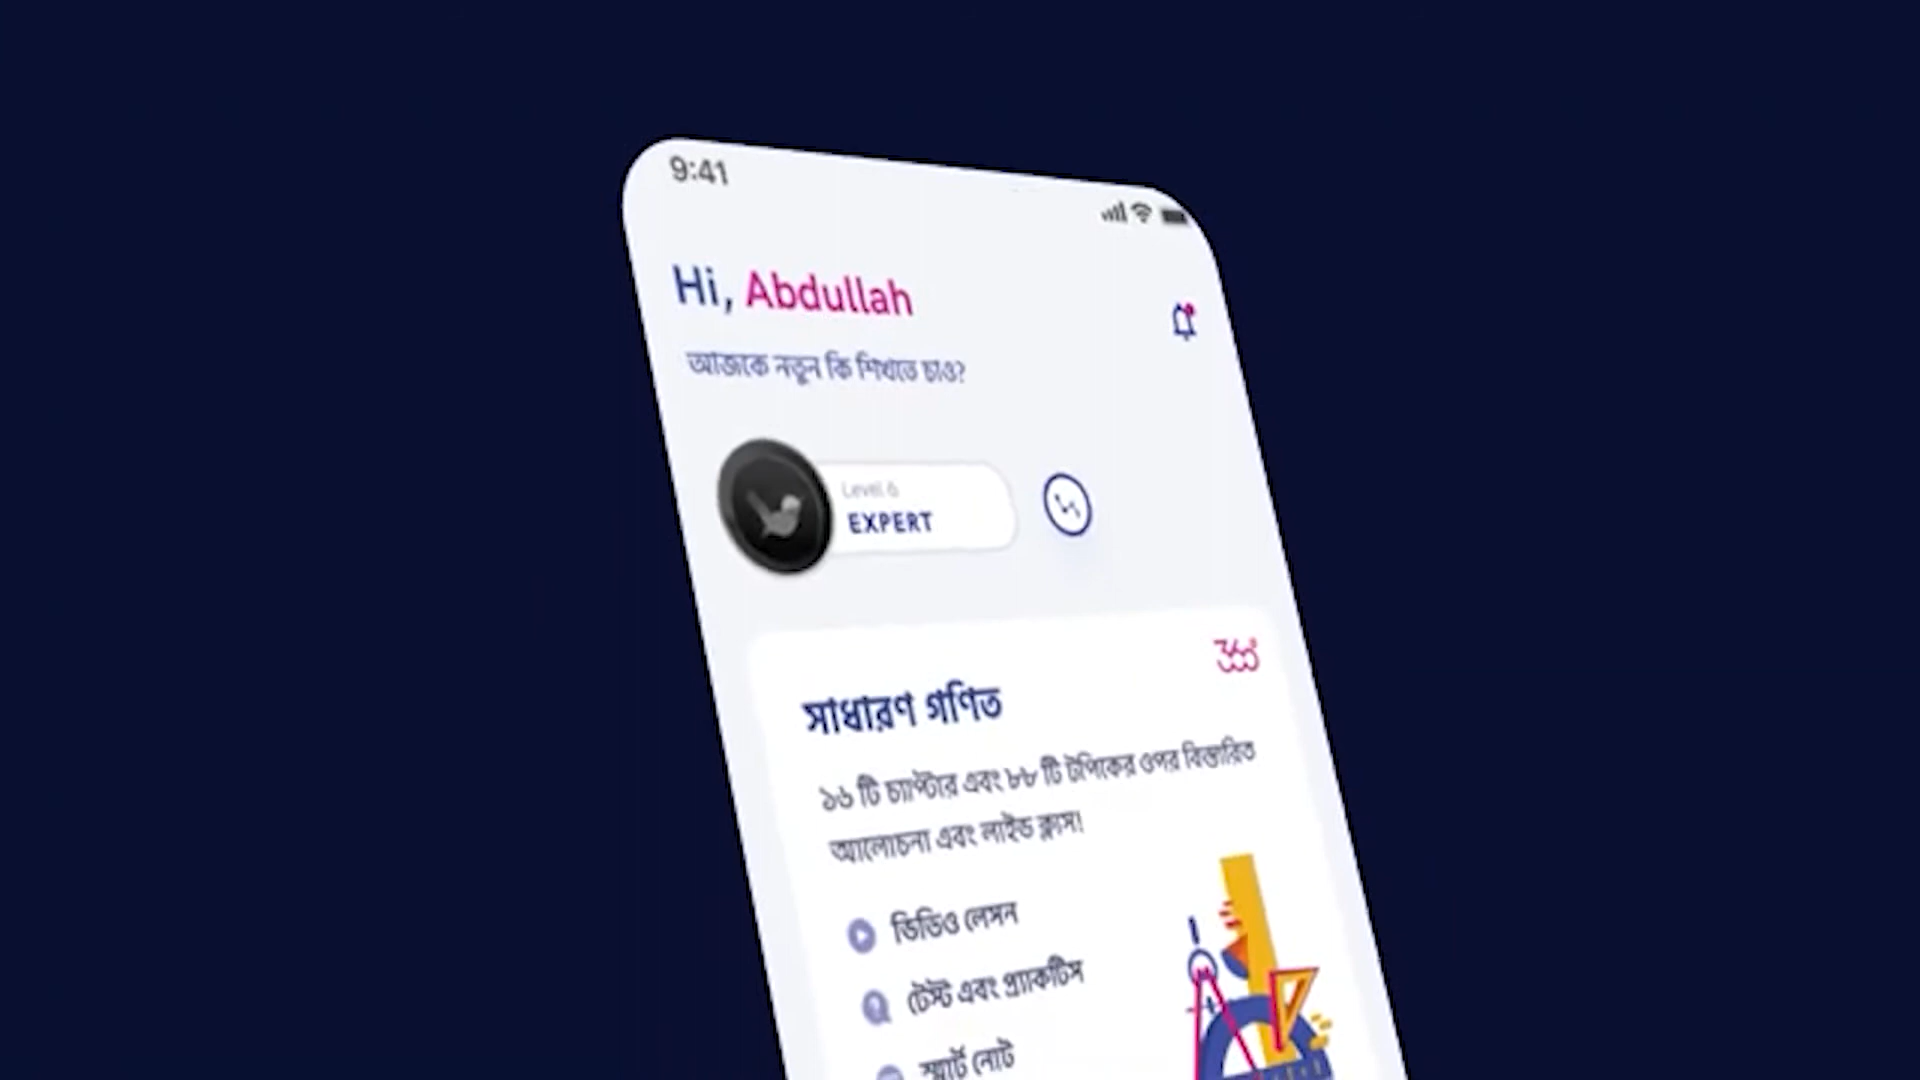 9:41
Hi, Abdullah
আজকে নতুন কি শিখতে চাও?
Level 6
EXPERT
360°
সাধারণ গণিত
১৬ টি চ্যাপ্টার এবং ৮৮ টি টপিকের ওপর বিস্তারিত
আলোচনা এবং লাইভ ক্লাস!
ভিডিও লেসন
টেস্ট এবং প্র্যাকটিস
স্মার্ট নোট